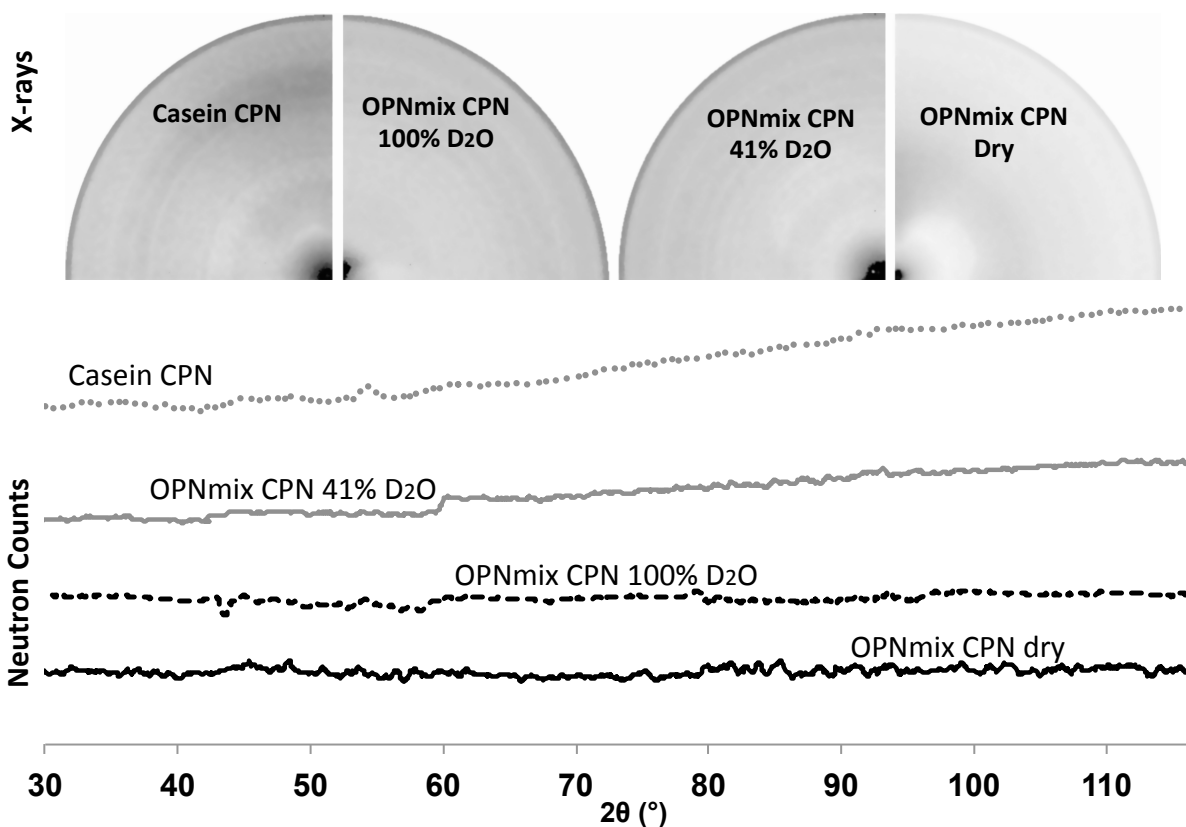 X-rays
Casein CPN
OPNmix CPN
100% D2O
OPNmix CPN
41% D2O
OPNmix CPN
Dry
Neutron Counts
Casein CPN
OPNmix CPN 41% D2O
OPNmix CPN 100% D2O
OPNmix CPN dry
30 40 50 60 70 80 90 100 110
2θ (°)